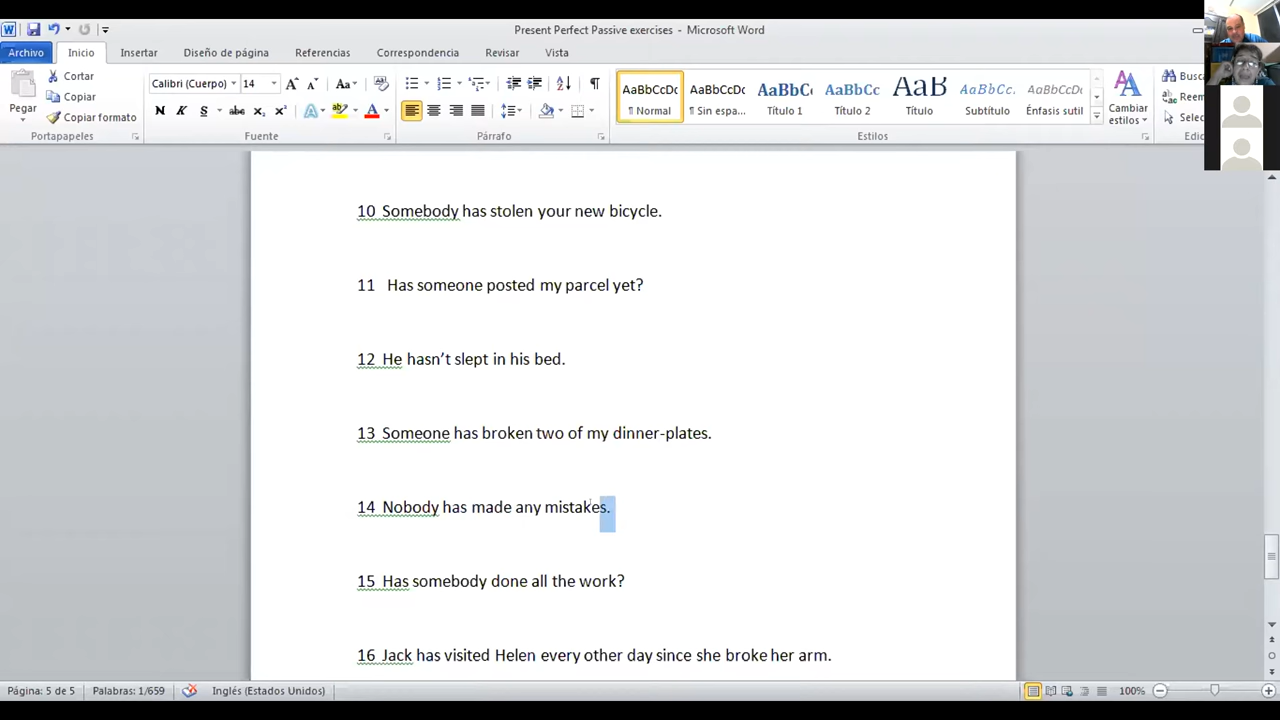 Present Perfect Passive exercises - Microsoft Word
Archivo Inicio Insertar Diseño de página Referencias Correspondencia Revisar Vista
Pegar
Cortar
Copiar
Copiar formato
Portapapeles
Calibri (Cuerpo) 14
N K S abc
Fuente
Párrafo
AaBbCcDc AaBbCcDc AaBbC AaBbCc AaB AaBbCc. AaBbCcDc
¶ Normal ¶ Sin espa... Título 1 Título 2 Título Subtítulo Énfasis sutil
Cambiar estilos
Estilos
10 Somebody has stolen your new bicycle.
11 Has someone posted my parcel yet?
12 He hasn’t slept in his bed.
13 Someone has broken two of my dinner-plates.
14 Nobody has made any mistakes.
15 Has somebody done all the work?
16 Jack has visited Helen every other day since she broke her arm.
Página: 5 de 5 Palabras: 1/659 Inglés (Estados Unidos) 100%